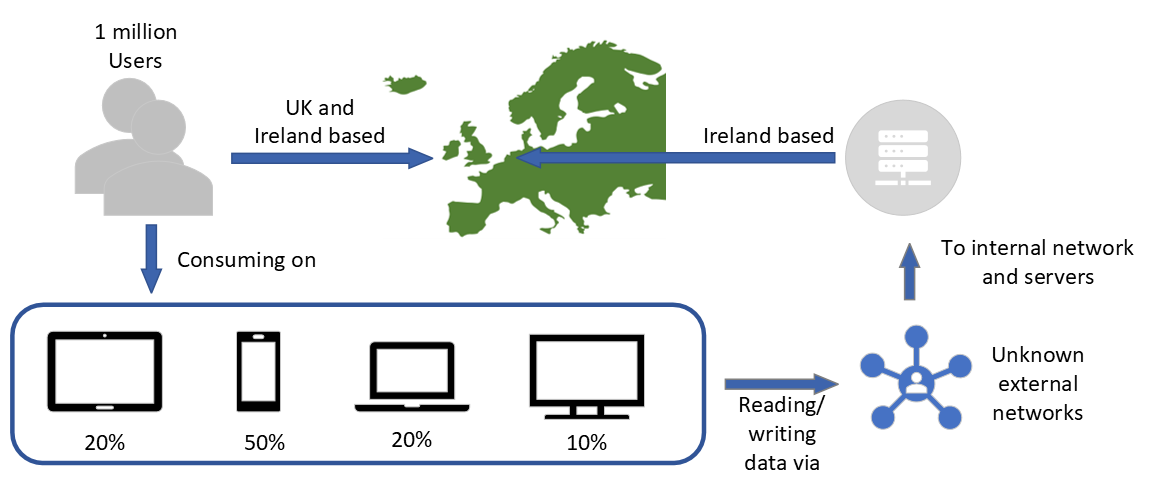 1 million
Users
UK and
Ireland based
Ireland based
Consuming on
To internal network
and servers
20%
50%
20%
10%
Reading/
writing
data via
Unknown
external
networks